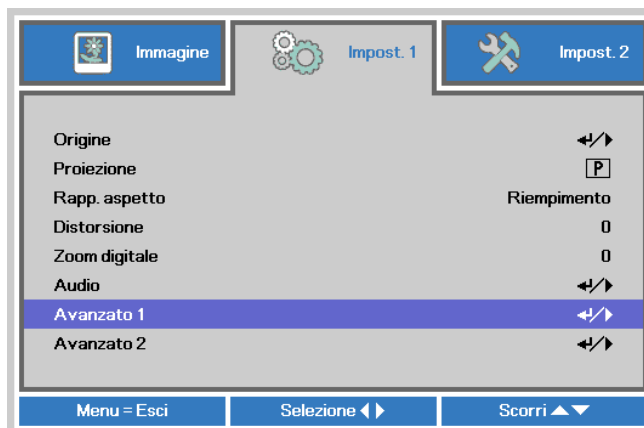 Immagine Impost. 1 Impost. 2
Origine
Proiezione P
Rapp. aspetto Riempimento
Distorsione 0
Zoom digitale 0
Audio
Avanzato 1
Avanzato 2
Menu = Esci Selezione Scorri